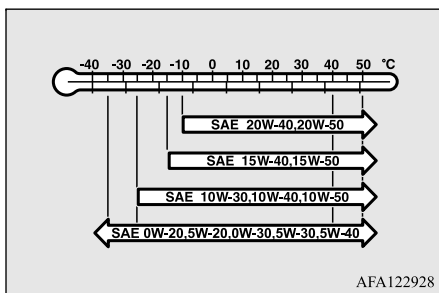 -40 -30 -20 -10 0 10 20 30 40 50 °C
SAE 20W-40,20W-50
SAE 15W-40,15W-50
SAE 10W-30,10W-40,10W-50
SAE 0W-20,5W-20,0W-30,5W-30,5W-40
AFA122928